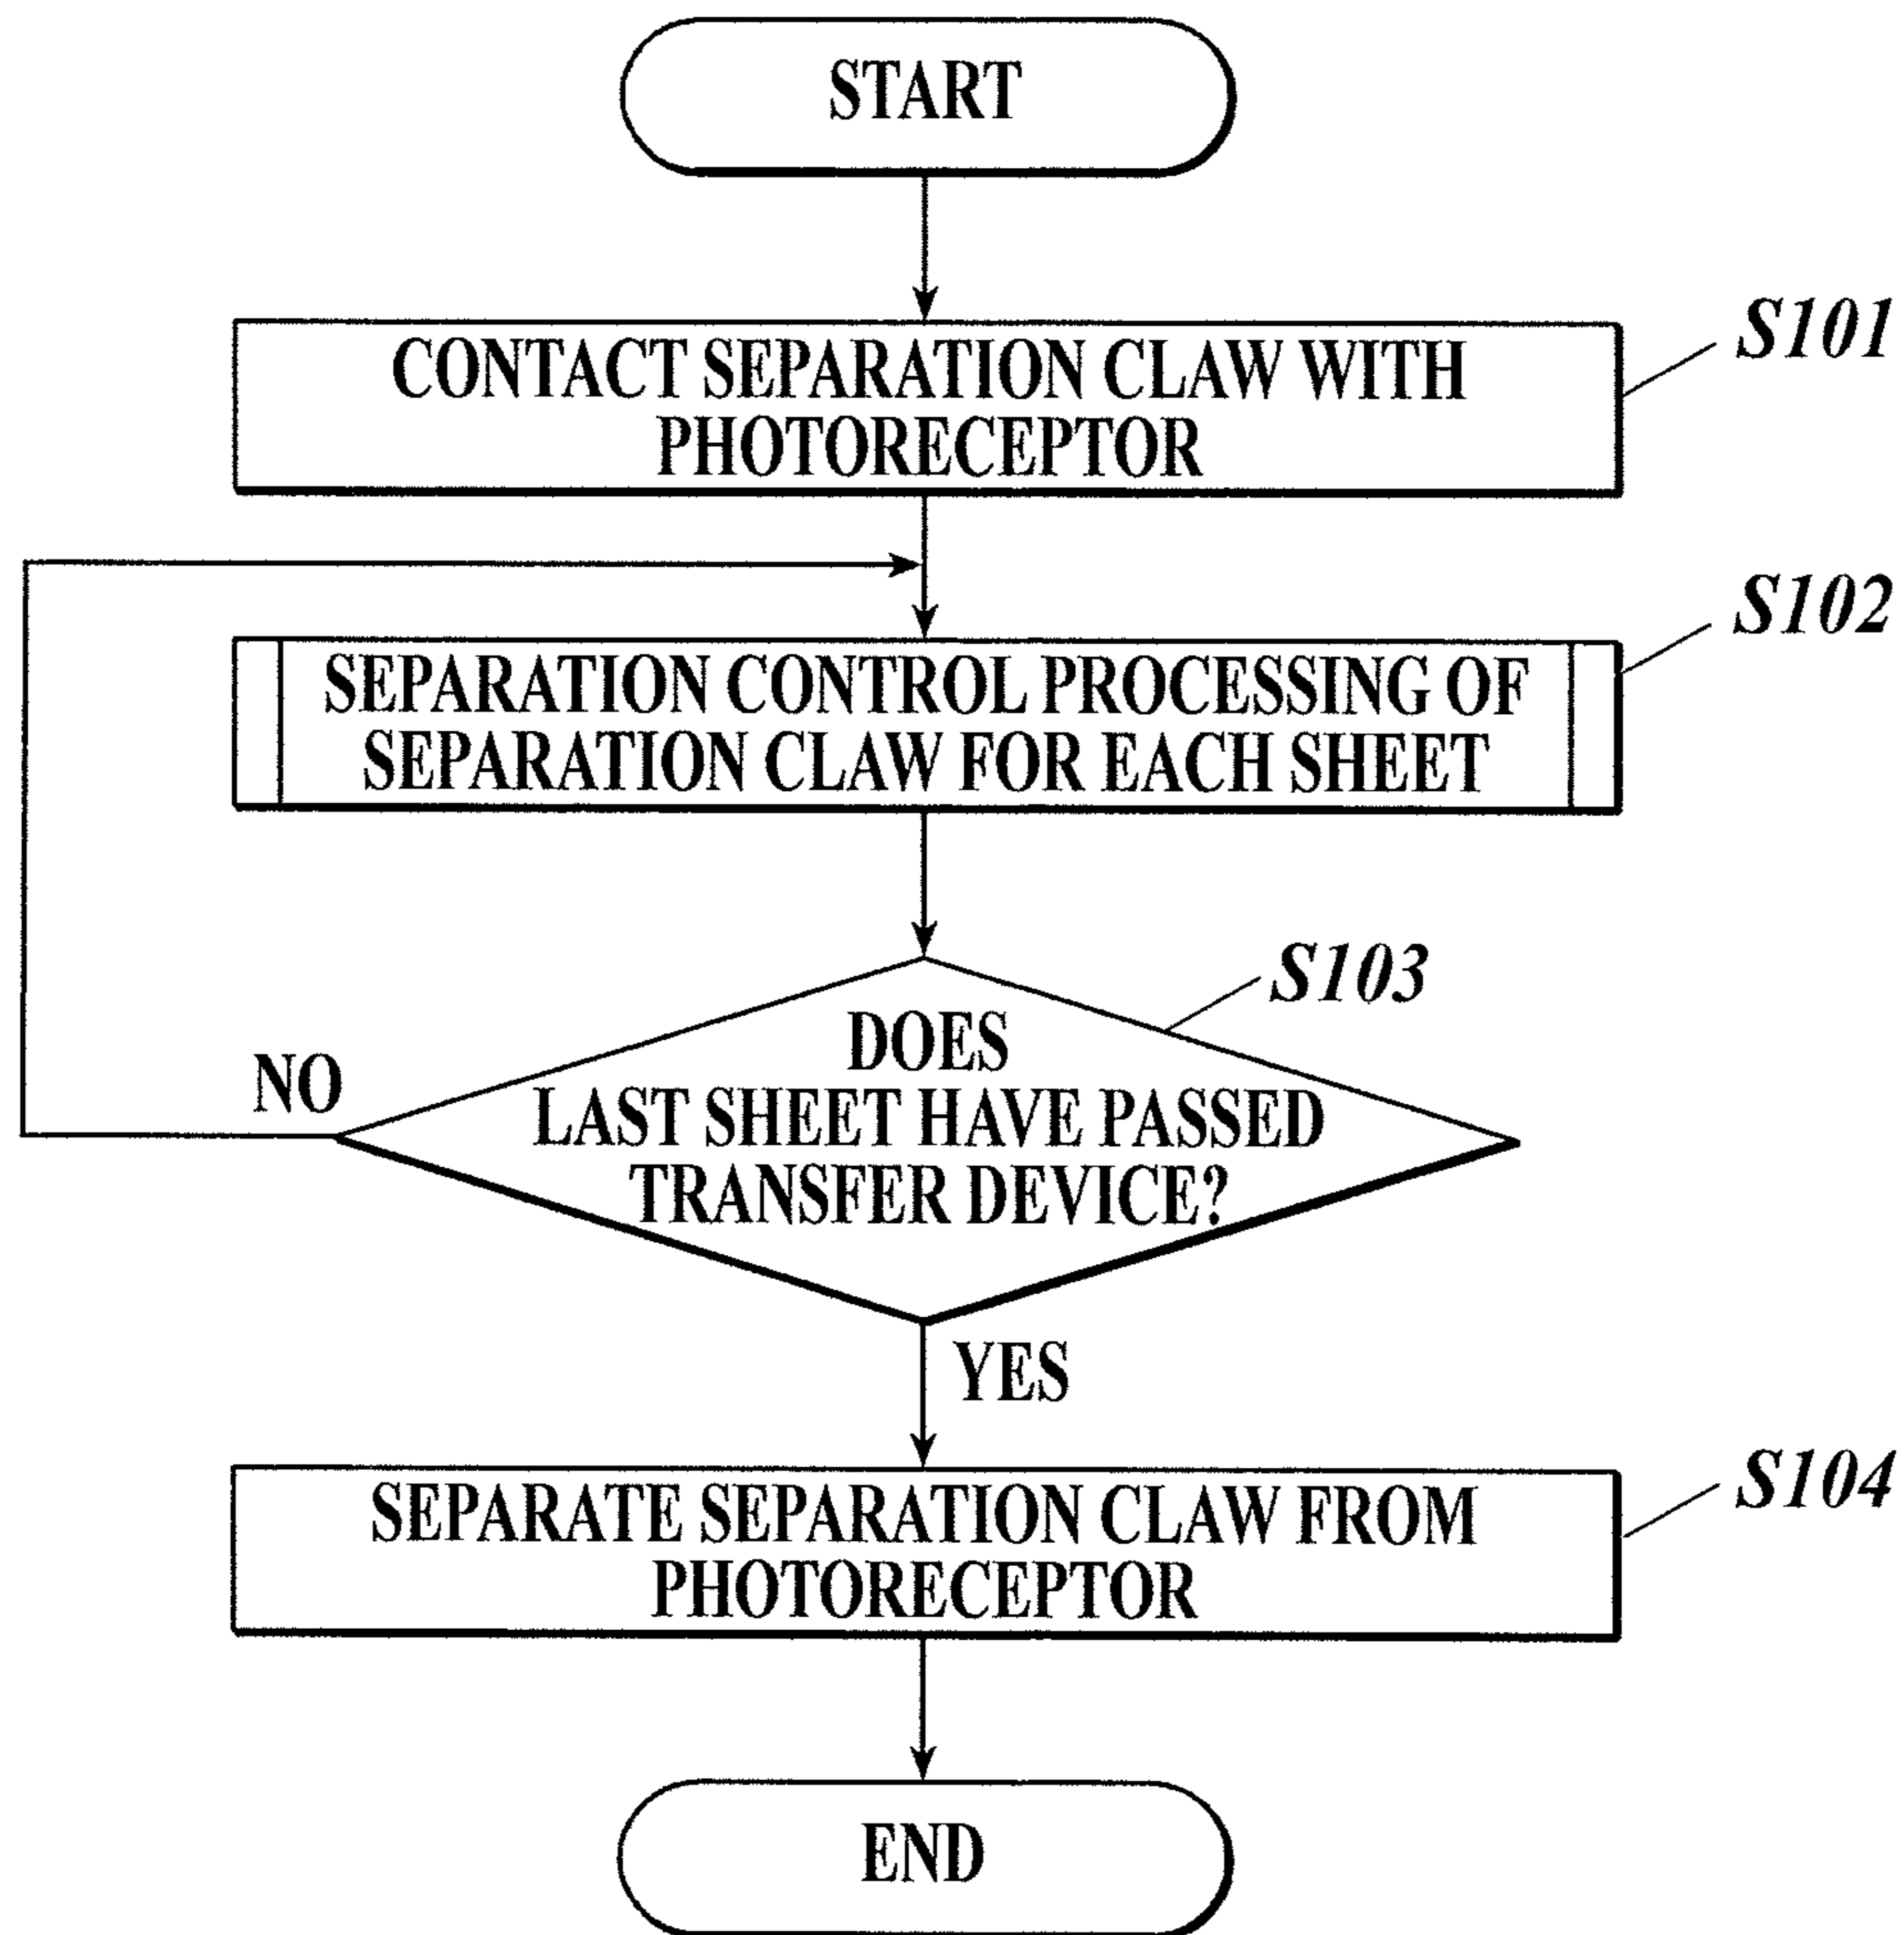 START
CONTACT SEPARATION CLAW WITH
PHOTORECEPTOR
S101
SEPARATION CONTROL PROCESSING OF
SEPARATION CLAW FOR EACH SHEET
S102
DOES
LAST SHEET HAVE PASSED
TRANSFER DEVICE?
S103
NO
YES
SEPARATE SEPARATION CLAW FROM
PHOTORECEPTOR
S104
END